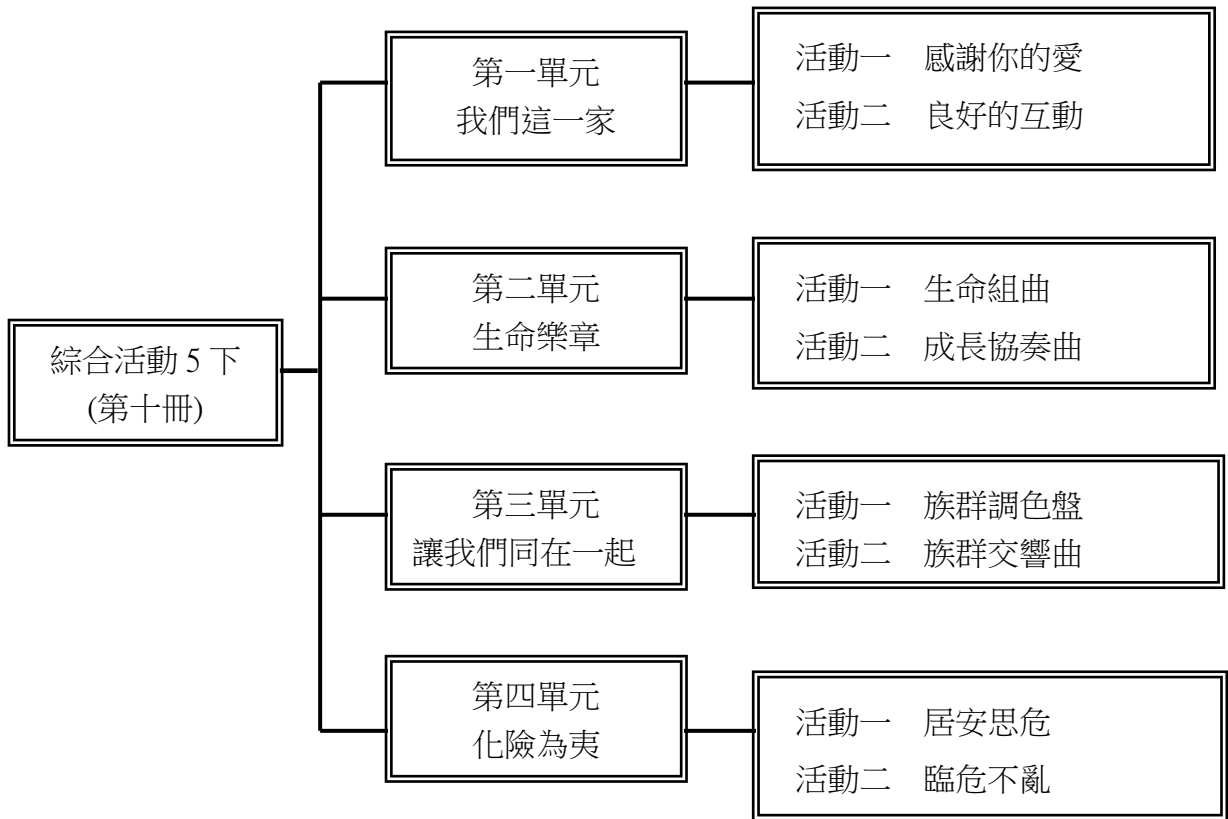 綜合活動 5 下
(第十冊)
第一單元
我們這一家
活動一 感謝你的愛
活動二 良好的互動
第二單元
生命樂章
活動一 生命組曲
活動二 成長協奏曲
第三單元
讓我們同在一起
活動一 族群調色盤
活動二 族群交響曲
第四單元
化險為夷
活動一 居安思危
活動二 臨危不亂